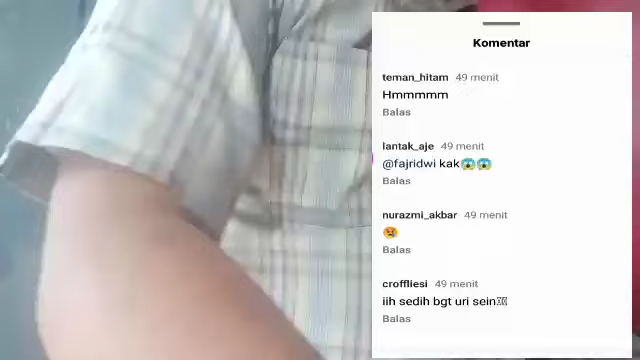 Komentar
teman_hitam 49 menit
Hmmmmm
Balas
lantak_aje 49 menit
@fajridwi kak😱😱
Balas
nurazmi_akbar 49 menit
😢
Balas
croffliesi 49 menit
iih sedih bgt uri sein
Balas